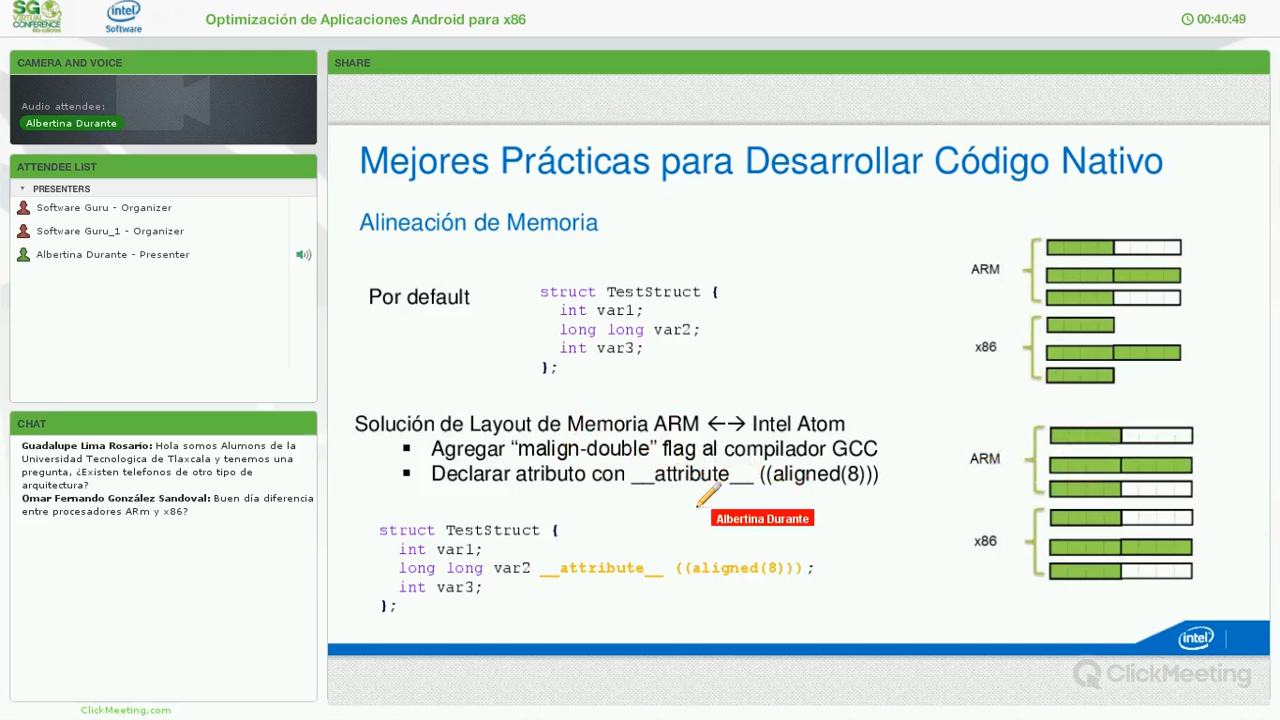 SG
VIRTUAL
CONFERENCE
intel
Software
Optimización de Aplicaciones Android para x86
00:40:49
CAMERA AND VOICE
Audio attendee:
Albertina Durante
ATTENDEE LIST
PRESENTERS
Software Guru - Organizer
Software Guru_1 - Organizer
Albertina Durante - Presenter
CHAT
Guadalupe Lima Rosario: Hola somos Alumons de la
Universidad Tecnologica de Tlaxcala y tenemos una
pregunta, ¿Existen telefonos de otro tipo de
arquitectura?
Omar Fernando González Sandoval: Buen día diferencia
entre procesadores ARm y x86?
ClickMeeting.com
SHARE
Mejores Prácticas para Desarrollar Código Nativo
Alineación de Memoria
Por default
struct TestStruct {
int var1;
long long var2;
int var3;
};
ARM
x86
Solución de Layout de Memoria ARM ←→ Intel Atom
▪ Agregar “malign-double” flag al compilador GCC
▪ Declarar atributo con __attribute__ ((aligned(8)))
Albertina Durante
struct TestStruct {
int var1;
long long var2 __attribute__ ((aligned(8)));
int var3;
};
ARM
x86
intel
ClickMeeting